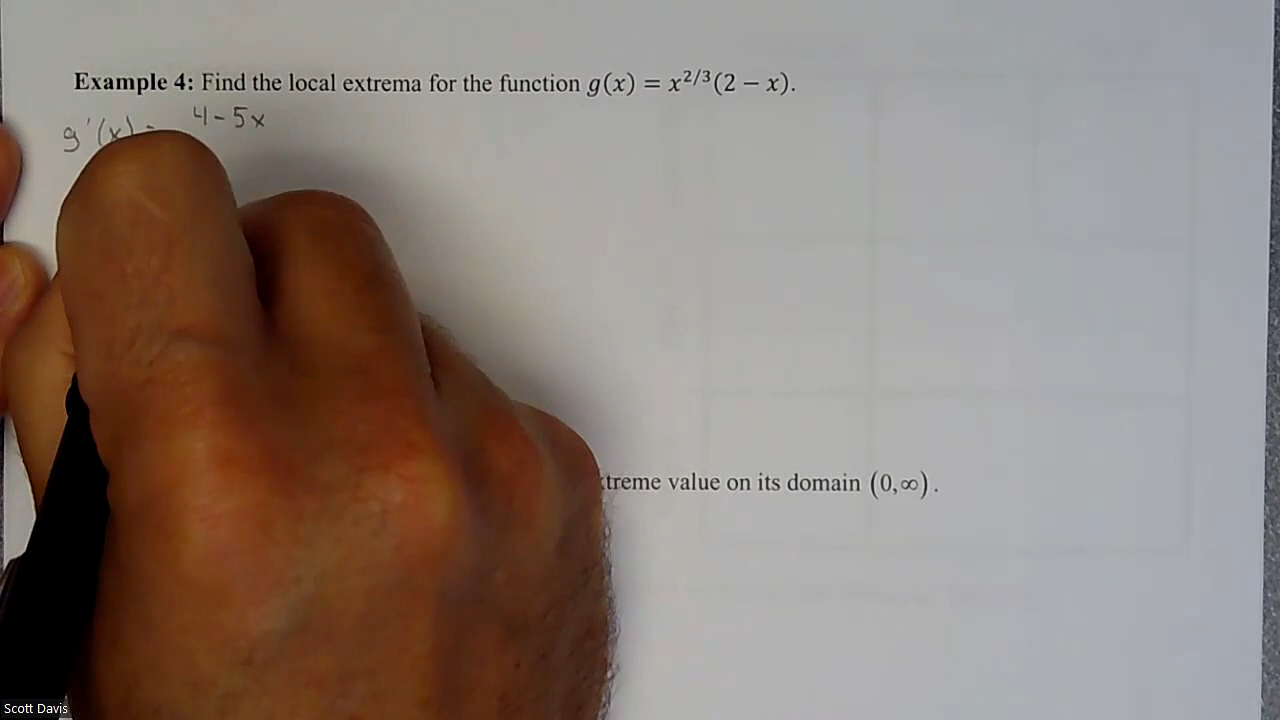 Example 4: Find the local extrema for the function g(x) = x^{2/3}(2 − x).
g'(x) = 4 - 5x
treme value on its domain (0,∞).
Scott Davis